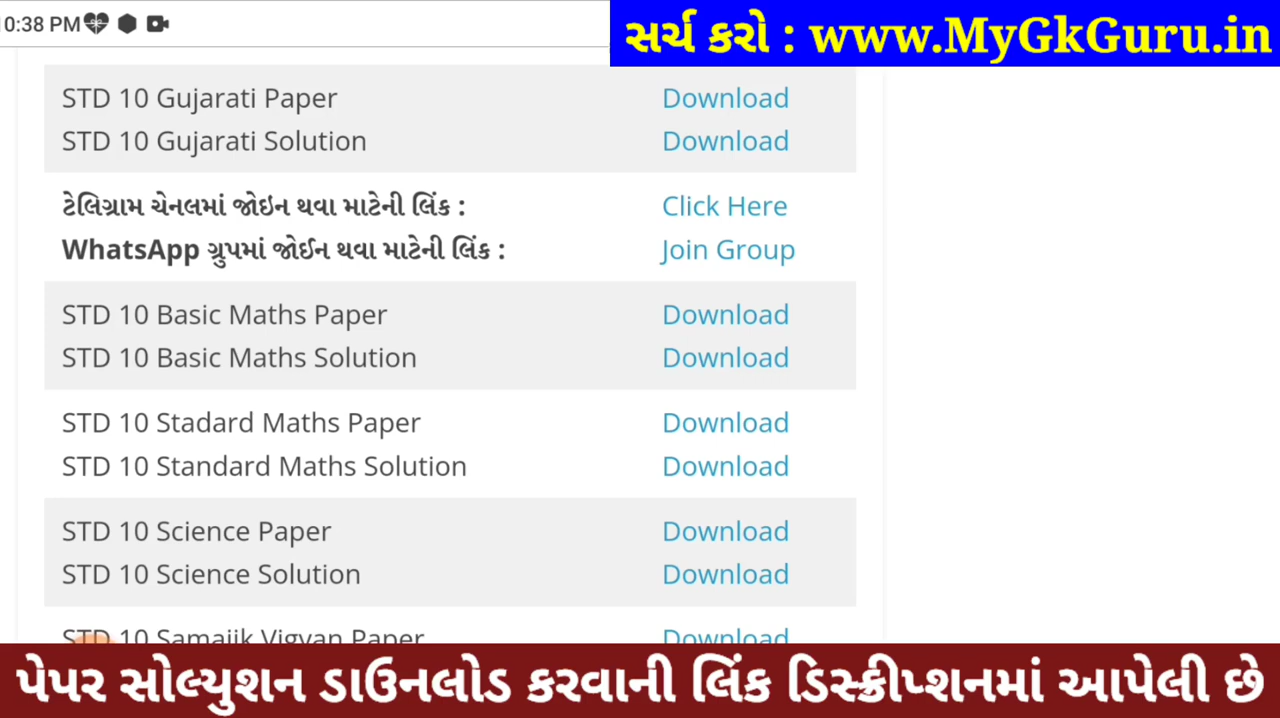 0:38 PM
સર્ચ કરો : www.MyGkGuru.in
STD 10 Gujarati Paper Download
STD 10 Gujarati Solution Download
ટેલિગ્રામ ચેનલમાં જોઇન થવા માટેની લિંક : Click Here
WhatsApp ગ્રુપમાં જોઈન થવા માટેની લિંક : Join Group
STD 10 Basic Maths Paper Download
STD 10 Basic Maths Solution Download
STD 10 Stadard Maths Paper Download
STD 10 Standard Maths Solution Download
STD 10 Science Paper Download
STD 10 Science Solution Download
STD 10 Samajik Vigyan Paper Download
પેપર સોલ્યુશન ડાઉનલોડ કરવાની લિંક ડિસ્ક્રીપ્શનમાં આપેલી છે